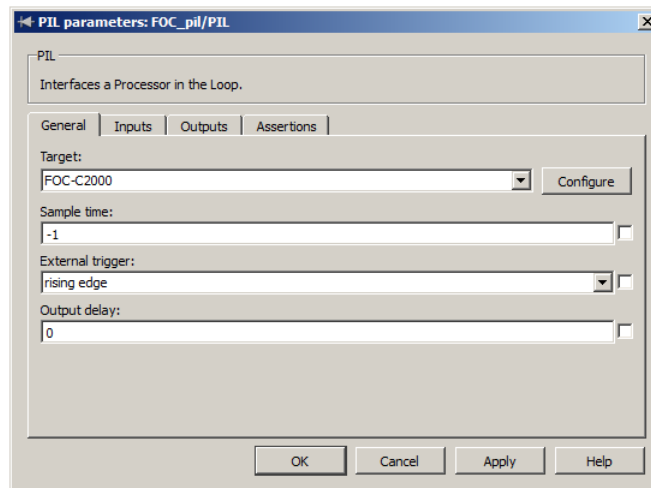 PIL parameters: FOC_pil/PIL
PIL
Interfaces a Processor in the Loop.
General Inputs Outputs Assertions
Target:
FOC-C2000 Configure
Sample time:
-1
External trigger:
rising edge
Output delay:
0
OK Cancel Apply Help